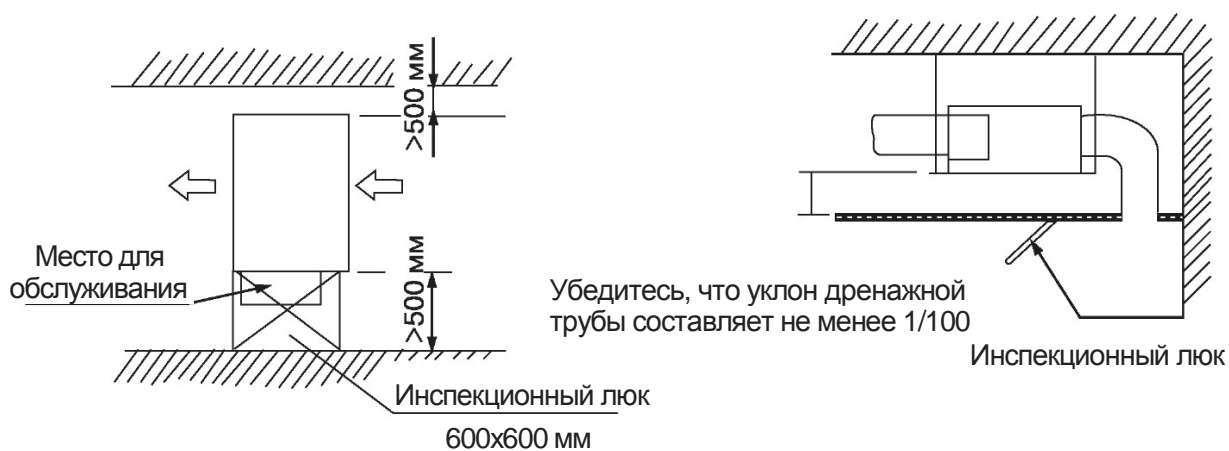 >500 мм
Место для
обслуживания
>500 мм
Инспекционный люк
600х600 мм
Убедитесь, что уклон дренажной
трубы составляет не менее 1/100
Инспекционный люк